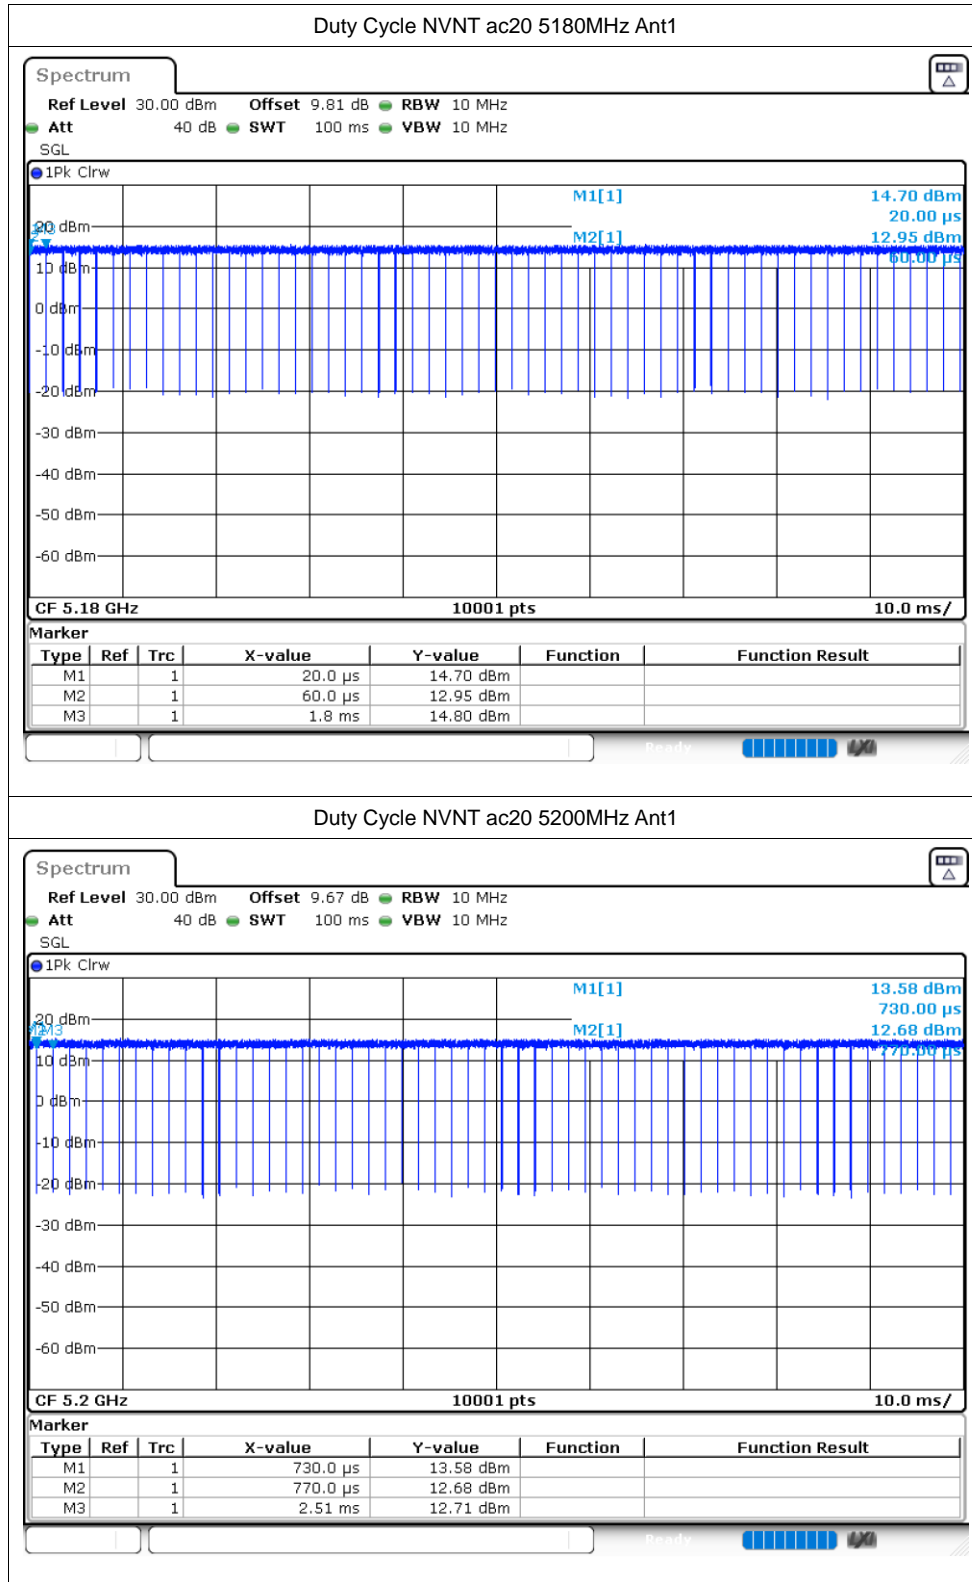 Duty Cycle NVNT ac20 5180MHz Ant1
Spectrum
Ref Level 30.00 dBm Offset 9.81 dB RBW 10 MHz
Att 40 dB SWT 100 ms VBW 10 MHz
SGL
1Pk Clrw
M1[1] 14.70 dBm
20.00 µs
20 dBm
M2[1] 12.95 dBm
60.00 µs
10 dBm
0 dBm
-10 dBm
-20 dBm
-30 dBm
-40 dBm
-50 dBm
-60 dBm
CF 5.18 GHz 10001 pts 10.0 ms/
Marker
Type Ref Trc X-value Y-value Function Function Result
M1 1 20.0 µs 14.70 dBm
M2 1 60.0 µs 12.95 dBm
M3 1 1.8 ms 14.80 dBm
Ready LXI
Duty Cycle NVNT ac20 5200MHz Ant1
Spectrum
Ref Level 30.00 dBm Offset 9.67 dB RBW 10 MHz
Att 40 dB SWT 100 ms VBW 10 MHz
SGL
1Pk Clrw
M1[1] 13.58 dBm
730.00 µs
20 dBm
M2[1] 12.68 dBm
M3
770.00 µs
10 dBm
0 dBm
-10 dBm
-20 dBm
-30 dBm
-40 dBm
-50 dBm
-60 dBm
CF 5.2 GHz 10001 pts 10.0 ms/
Marker
Type Ref Trc X-value Y-value Function Function Result
M1 1 730.0 µs 13.58 dBm
M2 1 770.0 µs 12.68 dBm
M3 1 2.51 ms 12.71 dBm
Ready LXI